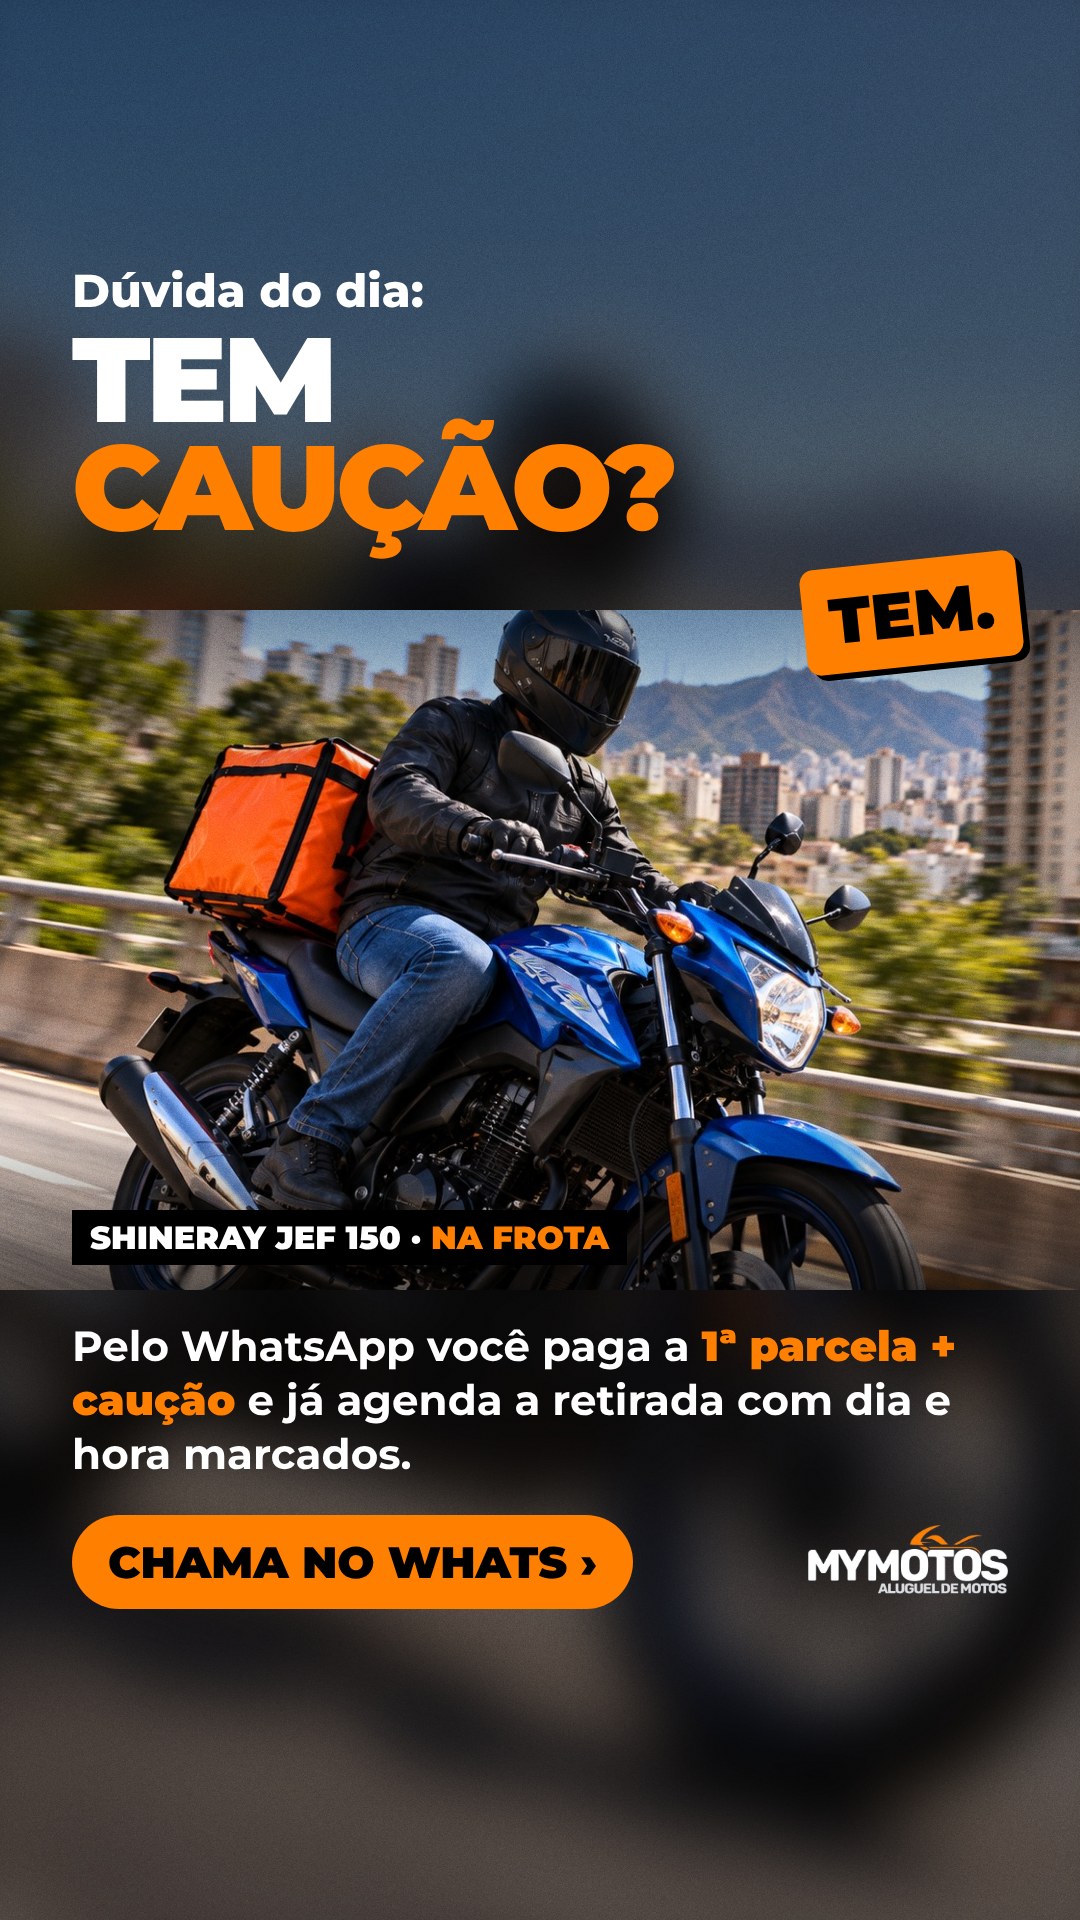 Dúvida do dia:
TEM
CAUÇÃO?
TEM.
SHINERAY JEF 150 • NA FROTA
Pelo WhatsApp você paga a 1ª parcela +
caução e já agenda a retirada com dia e
hora marcados.
CHAMA NO WHATS ›
MYMOTOS
ALUGUEL DE MOTOS